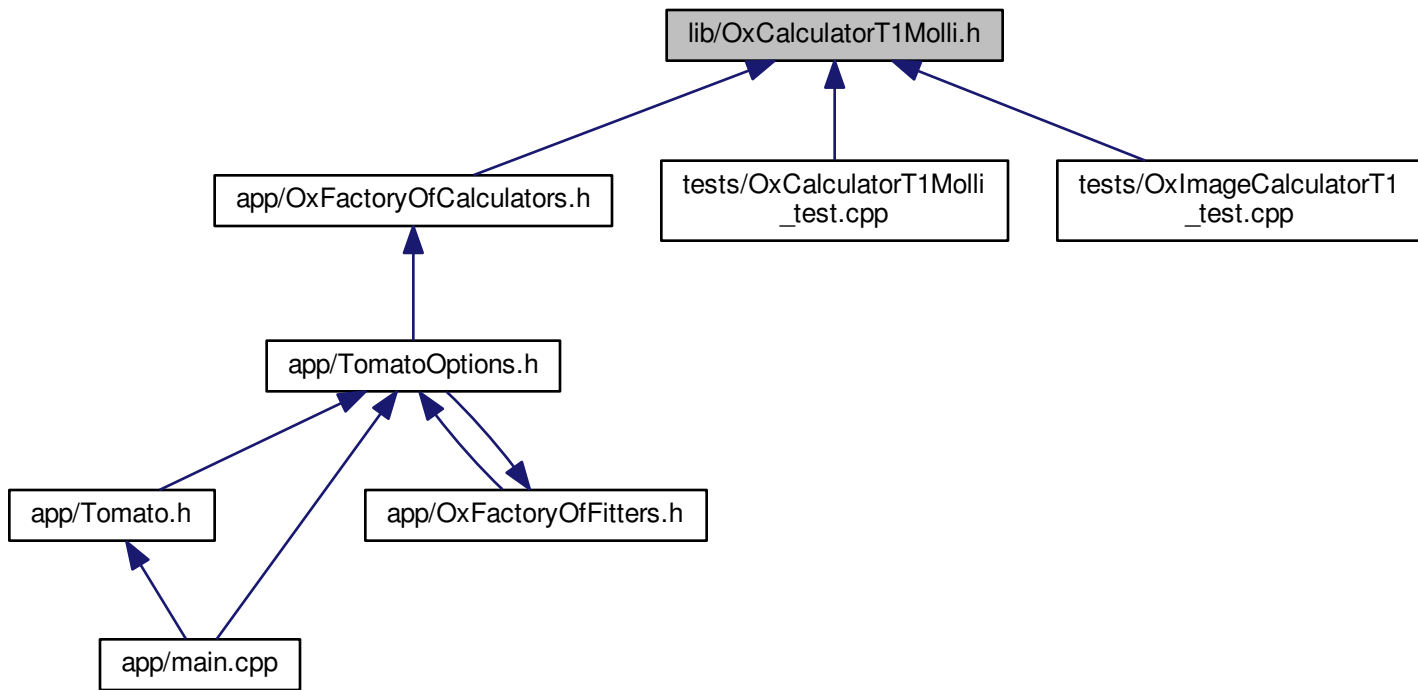 lib/OxCalculatorT1Molli.h
app/OxFactoryOfCalculators.h
tests/OxCalculatorT1Molli
_test.cpp
tests/OxImageCalculatorT1
_test.cpp
app/TomatoOptions.h
app/Tomato.h
app/OxFactoryOfFitters.h
app/main.cpp